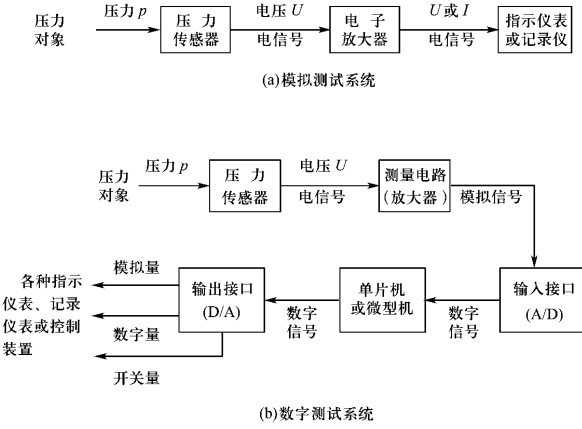 压力
对象
压力 p
压 力
传感器
电压 U
电信号
电 子
放大器
U 或 I
电信号
指示仪表
或记录仪
(a)模拟测试系统
压力
对象
压力 p
压 力
传感器
电压 U
电信号
测量电路
(放大器)
模拟信号
输入接口
(A/D)
数字
信号
单片机
或微型机
数字
信号
输出接口
(D/A)
模拟量
数字量
开关量
各种指示
仪表、记录
仪表或控制
装置
(b)数字测试系统